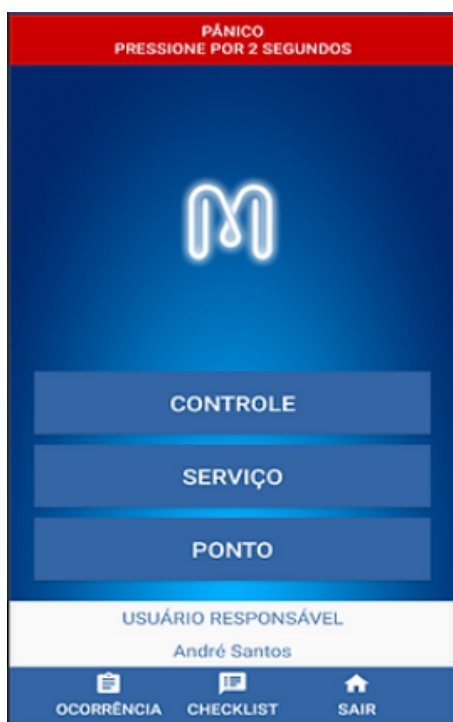 PÂNICO
PRESSIONE POR 2 SEGUNDOS
M
CONTROLE
SERVIÇO
PONTO
USUÁRIO RESPONSÁVEL
André Santos
OCORRÊNCIA CHECKLIST SAIR